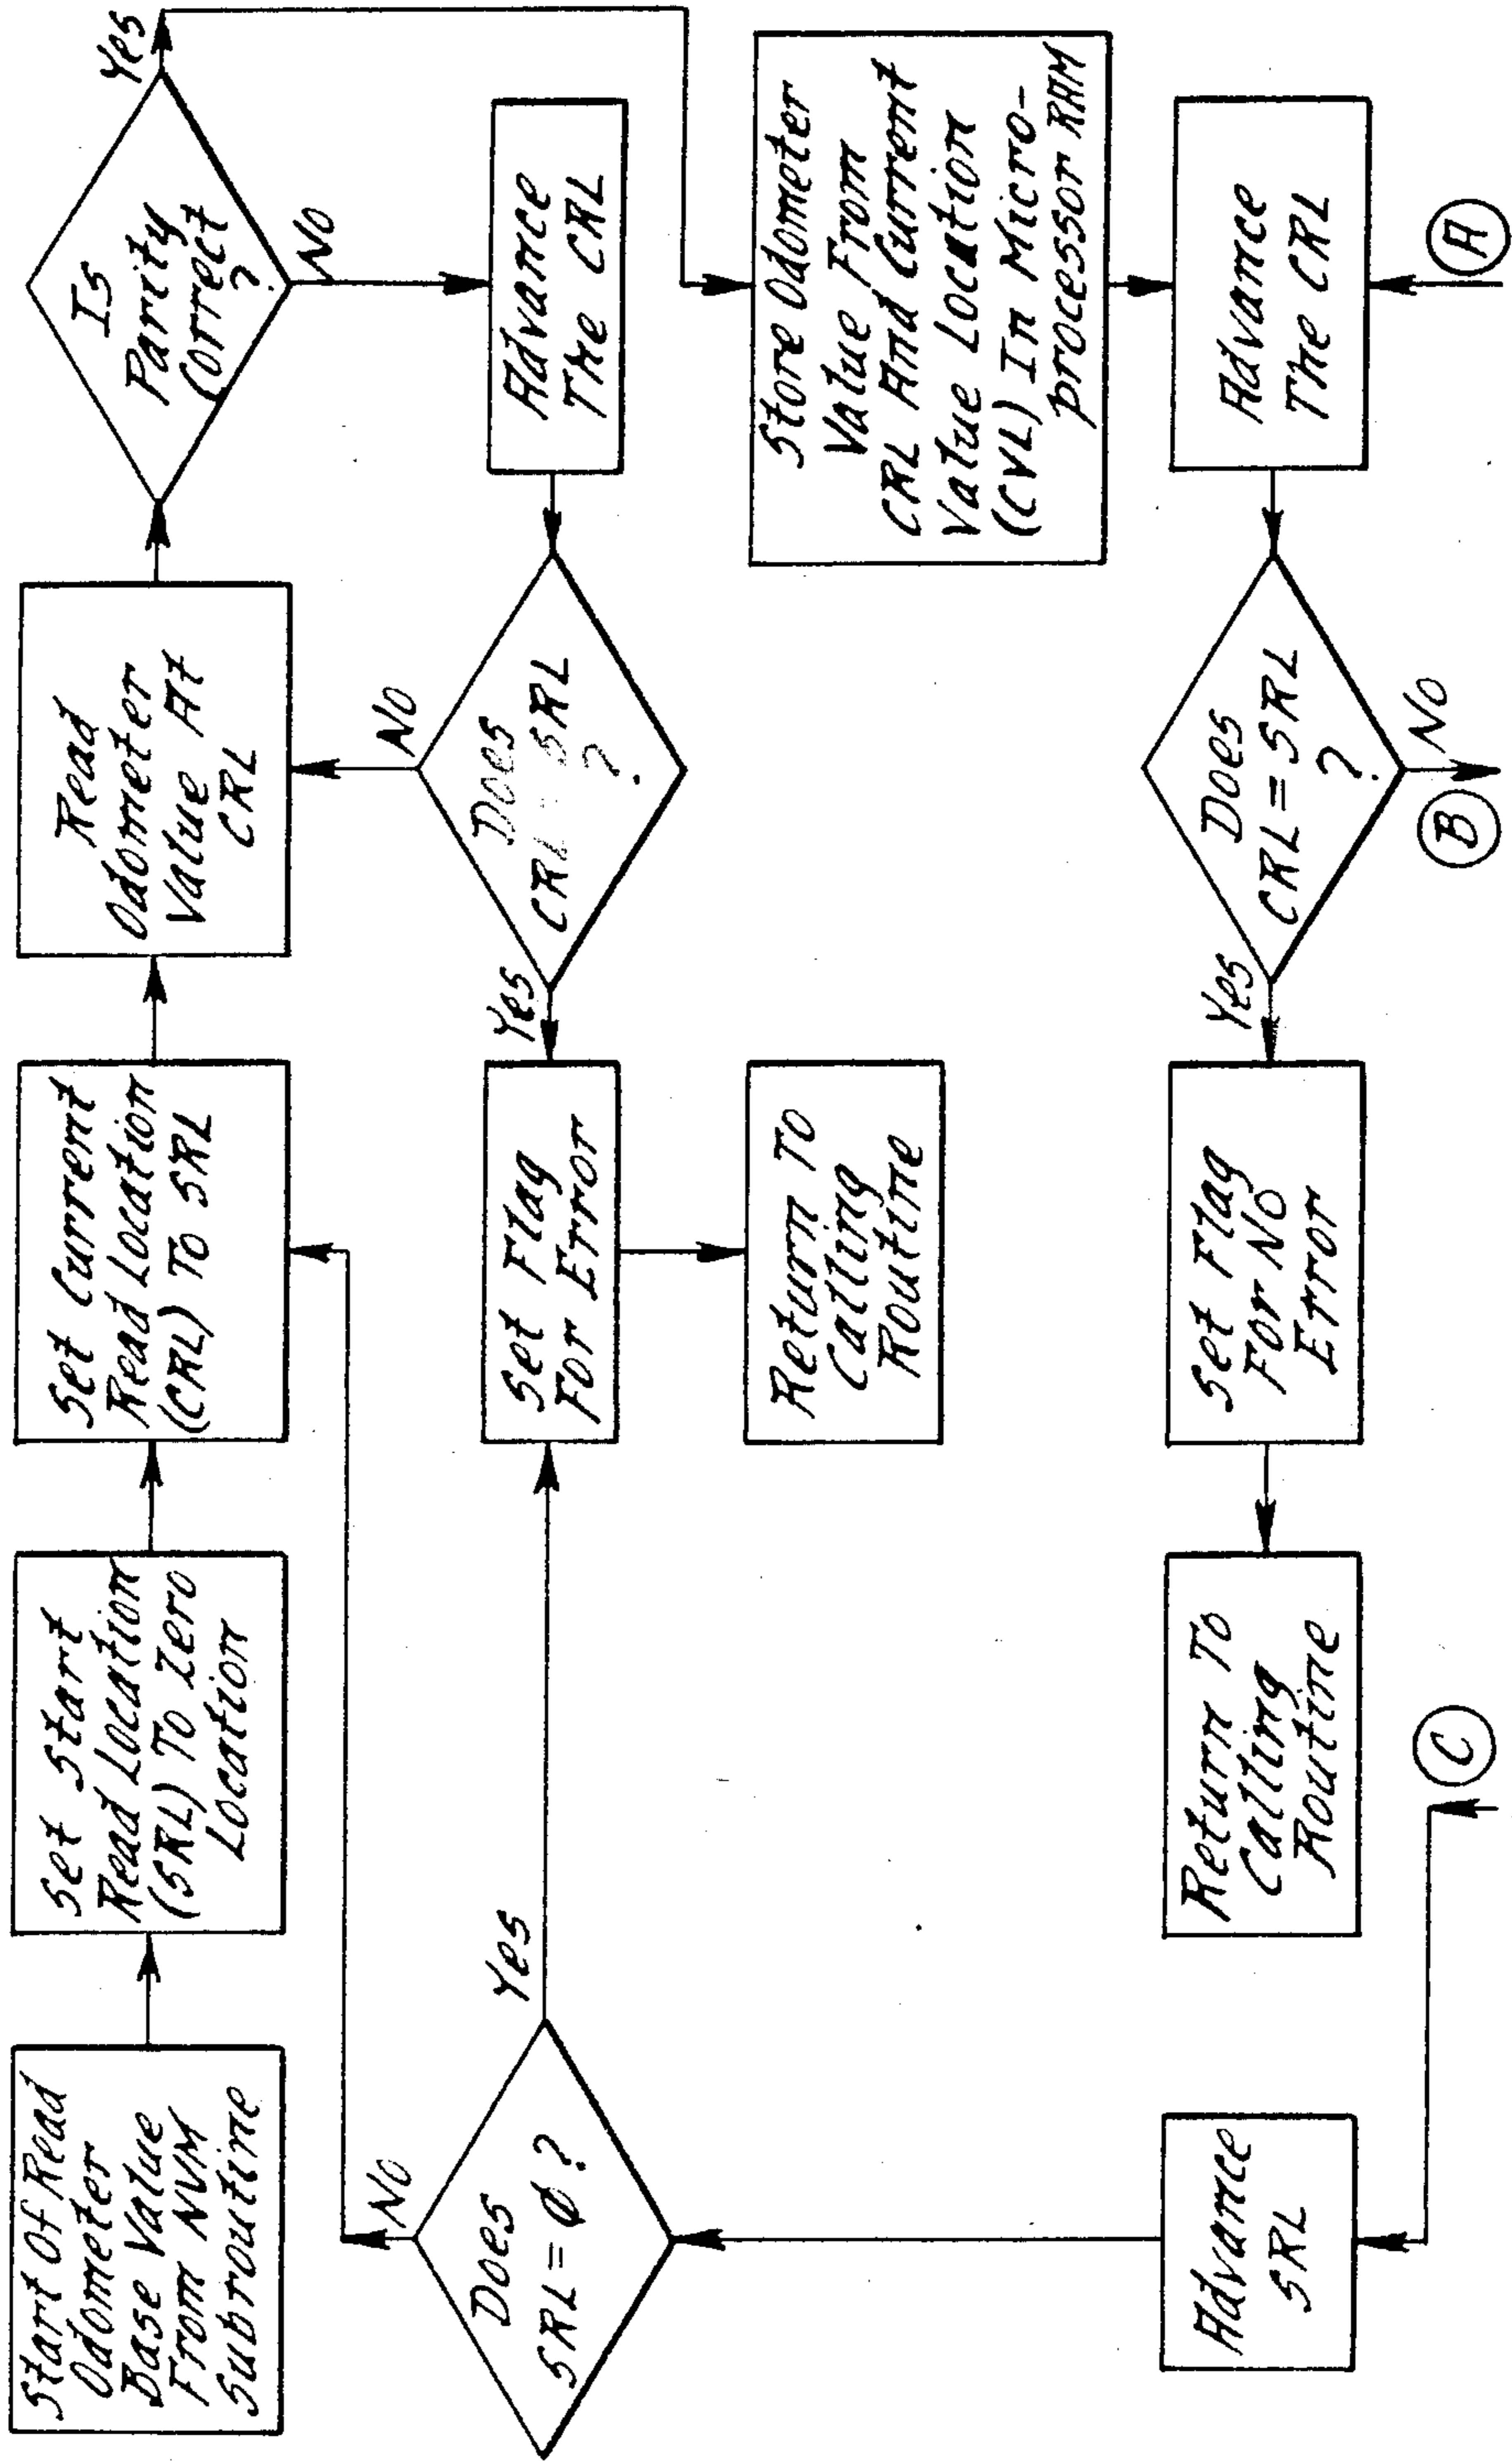 Start Of Read
Odometer
Base Value
From NVM
Subroutine
Set Start
Read Location
(SRL) To Zero
Location
Set Current
Read Location
(CRL) To SRL
Read
Odometer
Value At
CRL
Is
Parity
Correct
?
Yes
No
Does
SRL = Ø ?
No
Yes
Set Flag
For Error
Yes
Does
CRL = SRL
?
No
Advance
The CRL
Return To
Calling
Routine
Store Odometer
Value From
CRL And Current
Value Location
(CVL) In Micro-
processor RAM
Advance
SRL
Return To
Calling
Routine
Set Flag
For No
Error
Yes
Does
CRL = SRL
?
No
Advance
The CRL
C
B
A